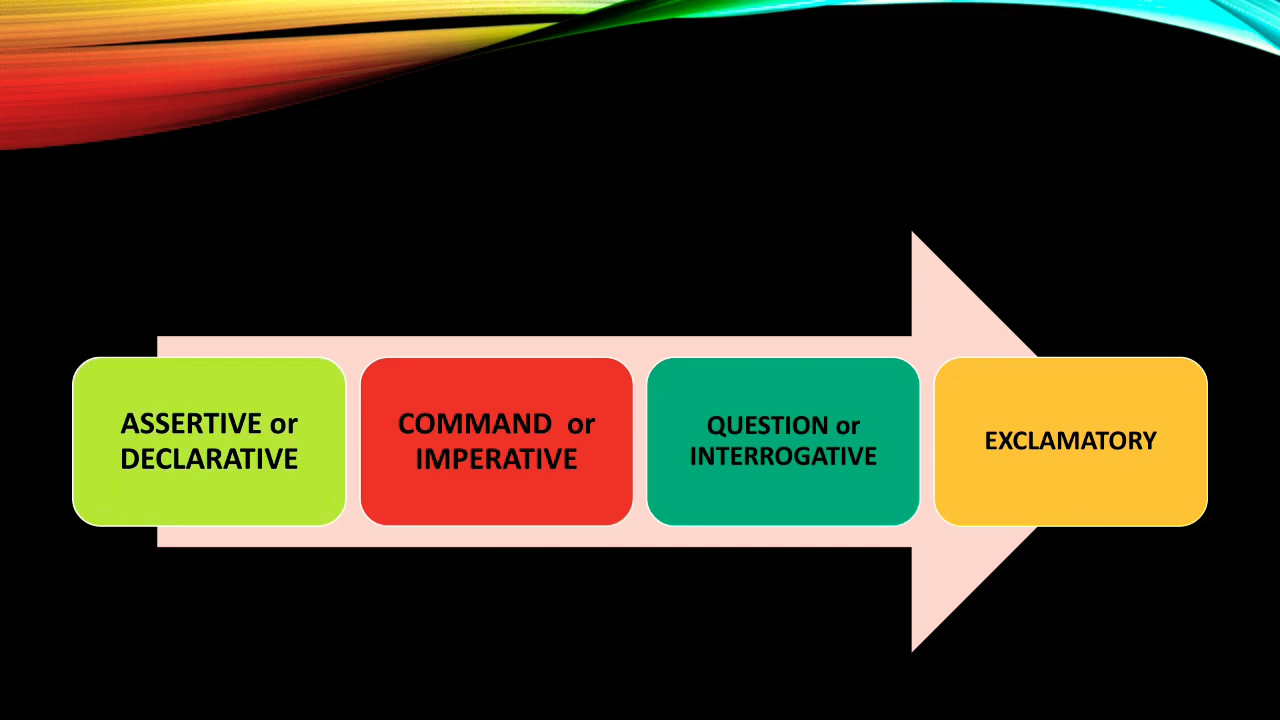 ASSERTIVE or
DECLARATIVE
COMMAND  or
IMPERATIVE
QUESTION or
INTERROGATIVE
EXCLAMATORY